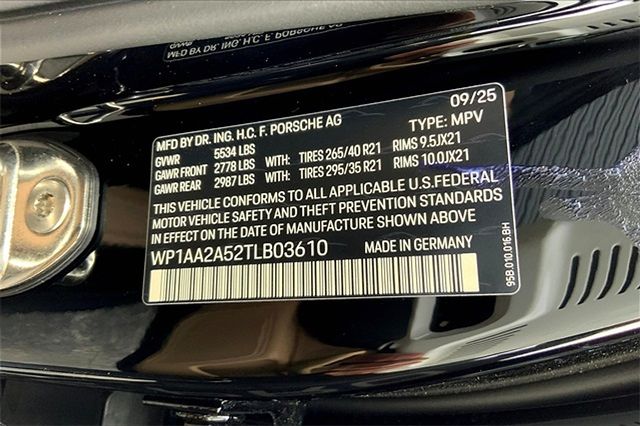 MFD BY DR. ING. H.C. F. PORSCHE AG 09/25
GVWR 5534 LBS TYPE: MPV
GAWR FRONT 2778 LBS WITH: TIRES 265/40 R21 RIMS 9.5JX21
GAWR REAR 2987 LBS WITH: TIRES 295/35 R21 RIMS 10.0JX21
THIS VEHICLE CONFORMS TO ALL APPLICABLE U.S.FEDERAL
MOTOR VEHICLE SAFETY AND THEFT PREVENTION STANDARDS
IN EFFECT ON THE DATE OF MANUFACTURE SHOWN ABOVE
WP1AA2A52TLB03610 MADE IN GERMANY
95B.010.016.BH